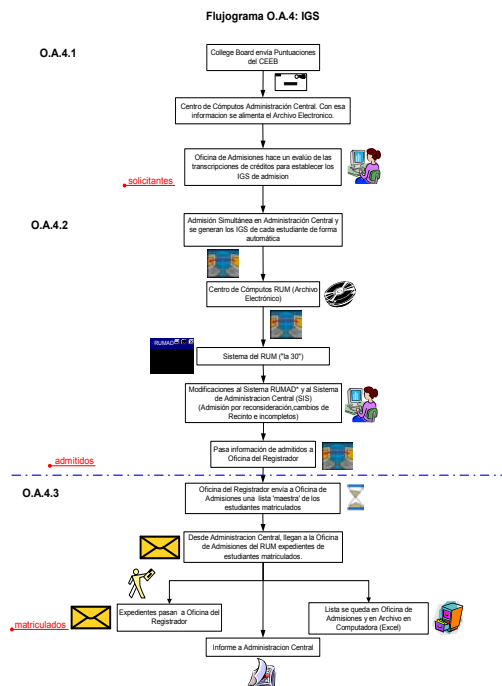 Flujograma O.A.4: IGS
O.A.4.1
College Board envía Puntuaciones
del CEEB
Centro de Cómputos Administración Central. Con esa
informacion se alimenta el Archivo Electronico.
Oficina de Admisiones hace un evalúo de las
transcripciones de créditos para establecer los
IGS de admision
solicitantes
O.A.4.2
Admisión Simultánea en Administración Central y
se generan los IGS de cada estudiante de forma
automática
Centro de Cómputos RUM (Archivo
Electrónico)
RUMAD
Sistema del RUM ("la 30")
Modificaciones al Sistema RUMAD* y al Sistema
de Administracion Central (SIS)
(Admisión por reconsideración,cambios de
Recinto e incompletos)
Pasa información de admitidos a
Oficina del Registrador
admitidos
O.A.4.3
Oficina del Registrador envía a Oficina de
Admisiones una lista 'maestra' de los
estudiantes matriculados
Desde Administracion Central, llegan a la Oficina
de Admisiones del RUM expedientes de
estudiantes matriculados.
Expedientes pasan a Oficina del
Registrador
Lista se queda en Oficina de
Admisiones y en Archivo en
Computadora (Excel)
matriculados
Informe a Administracion Central